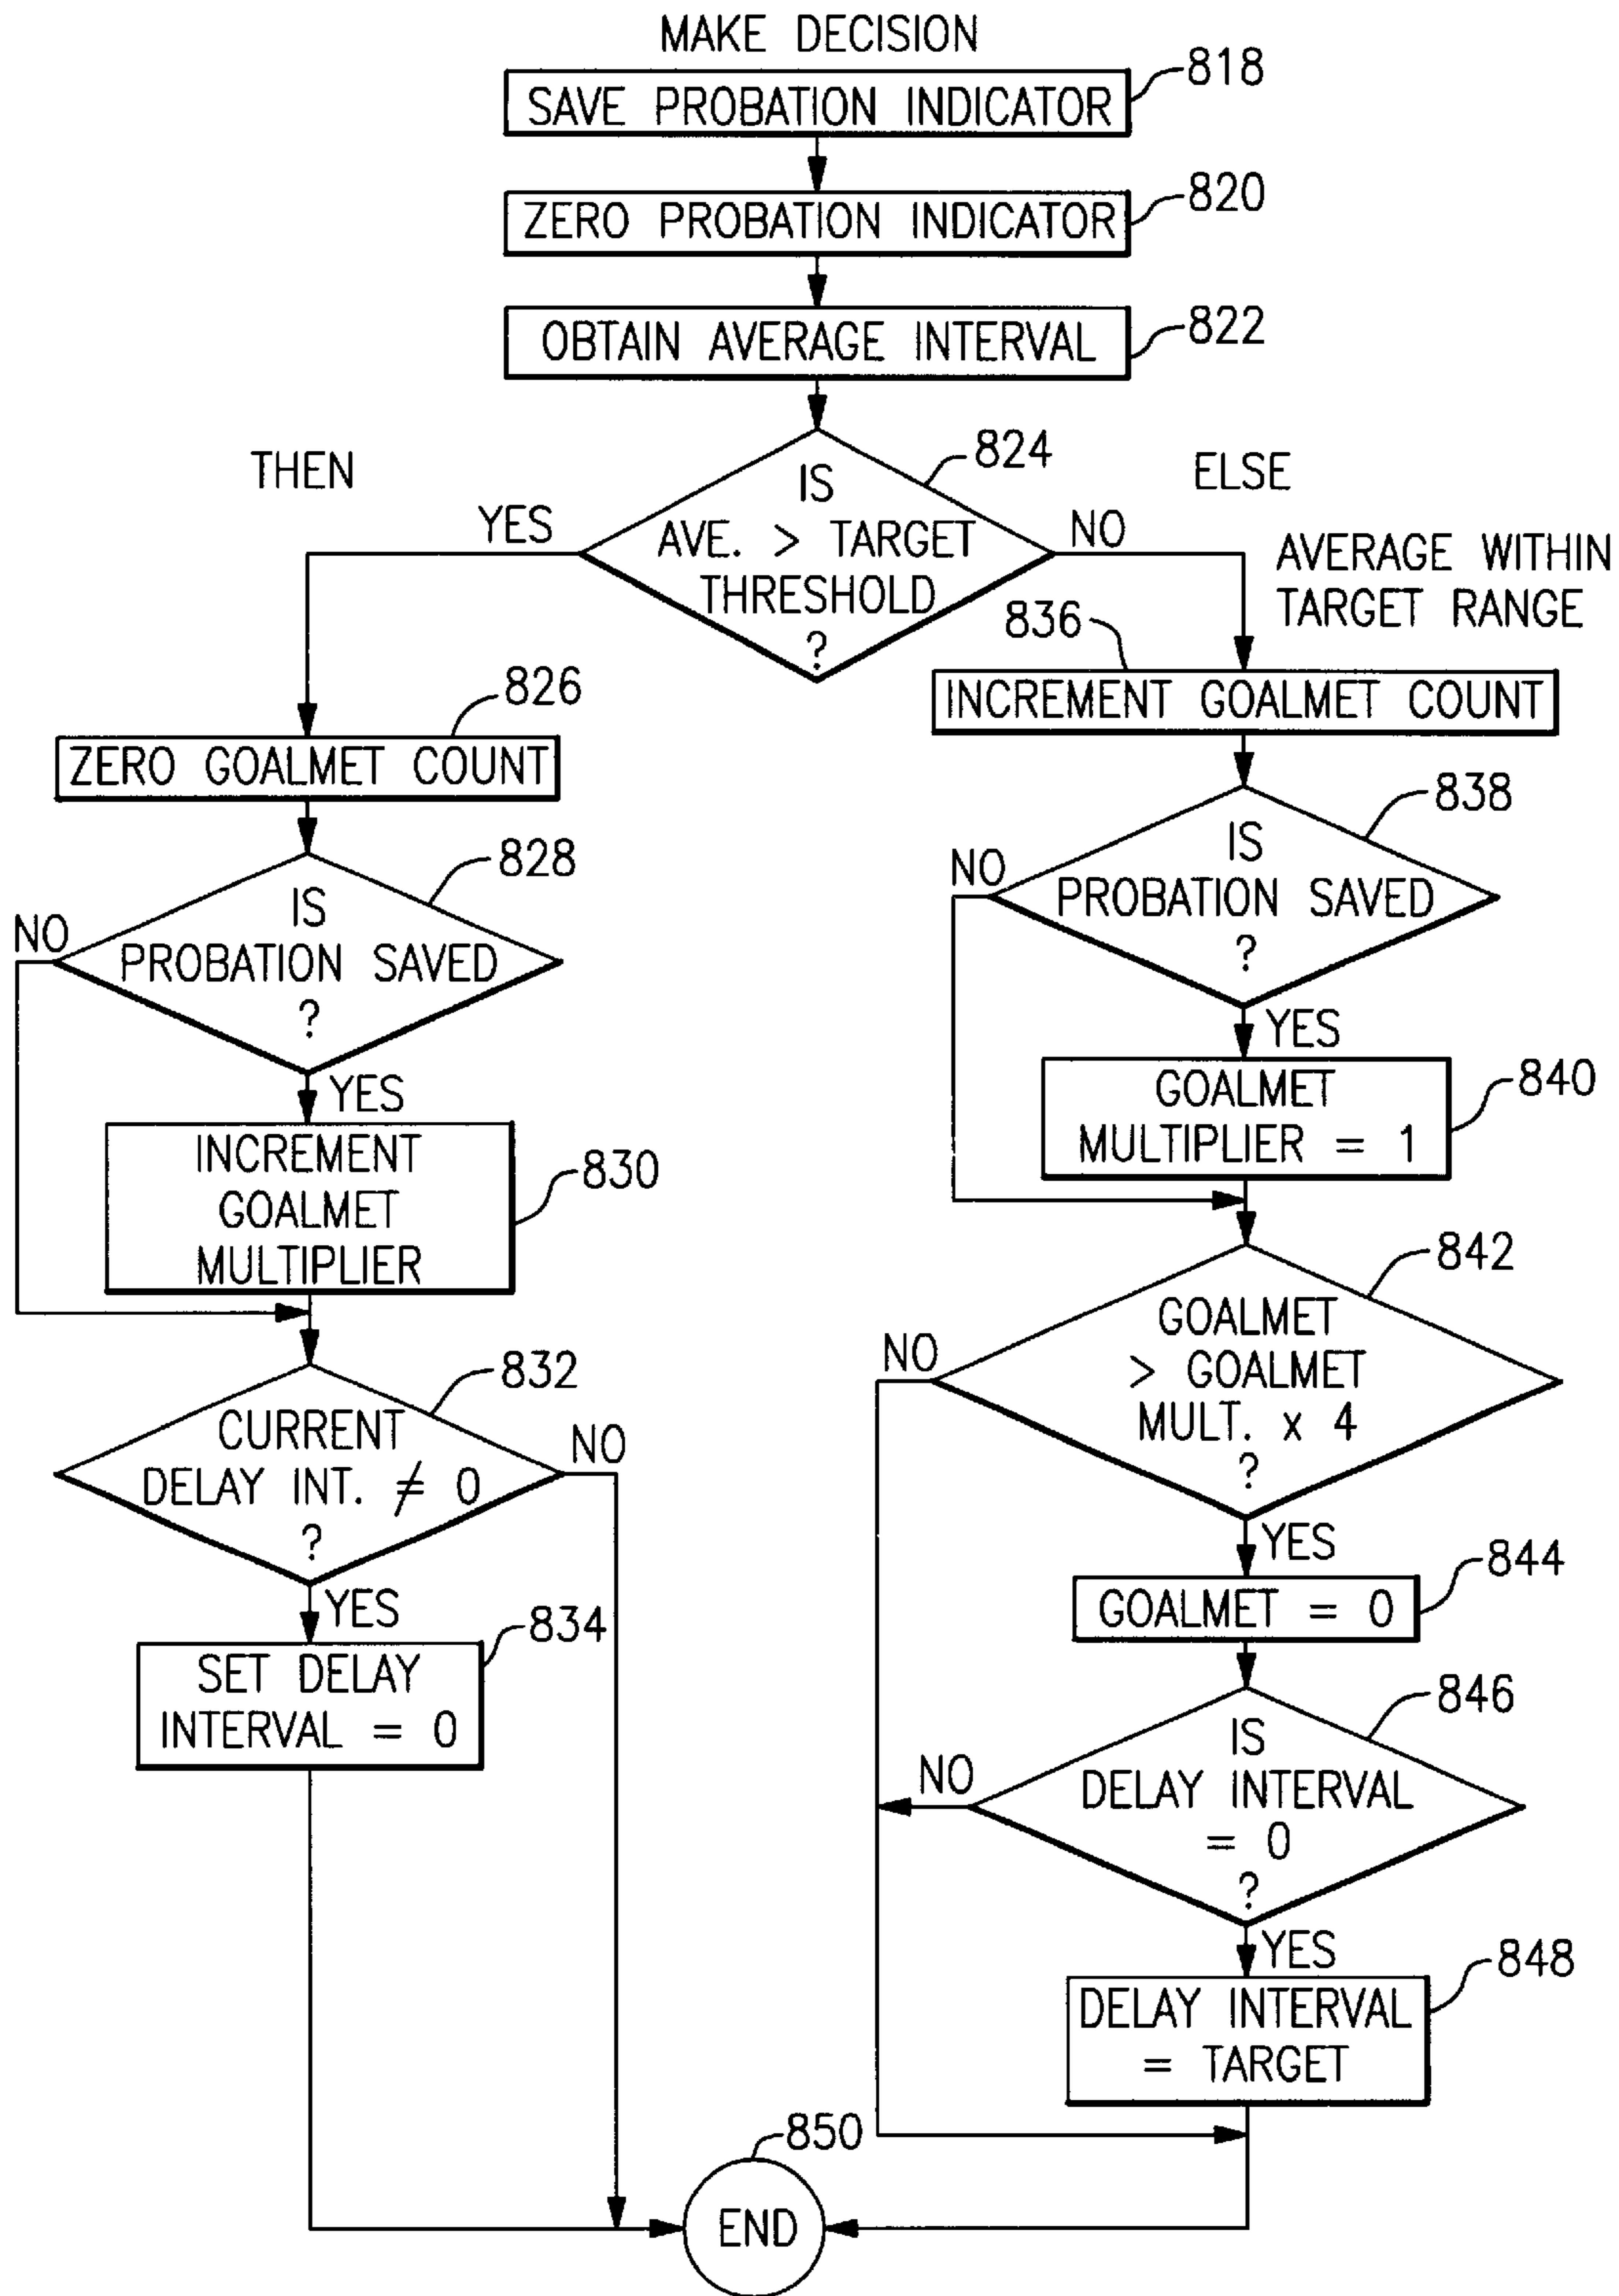 MAKE DECISION
SAVE PROBATION INDICATOR
818
ZERO PROBATION INDICATOR
820
OBTAIN AVERAGE INTERVAL
822
824
THEN
ELSE
YES
IS
AVE. > TARGET
THRESHOLD
?
NO
AVERAGE WITHIN
TARGET RANGE
826
ZERO GOALMET COUNT
828
IS
PROBATION SAVED
?
NO
YES
INCREMENT
GOALMET
MULTIPLIER
830
832
CURRENT
DELAY INT. ≠ 0
?
NO
YES
834
SET DELAY
INTERVAL = 0
836
INCREMENT GOALMET COUNT
838
IS
PROBATION SAVED
?
NO
YES
GOALMET
MULTIPLIER = 1
840
842
GOALMET
> GOALMET
MULT. x 4
?
NO
YES
844
GOALMET = 0
846
IS
DELAY INTERVAL
= 0
?
NO
YES
848
DELAY INTERVAL
= TARGET
850
END